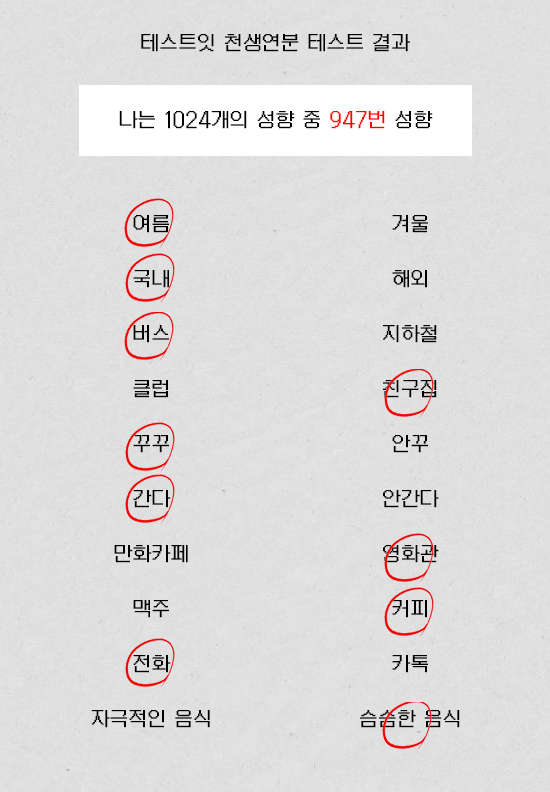 테스트잇 천생연분 테스트 결과
나는 1024개의 성향 중 947번 성향
여름 겨울
국내 해외
버스 지하철
클럽 친구집
꾸꾸 안꾸
간다 안간다
만화카페 영화관
맥주 커피
전화 카톡
자극적인 음식 슴슴한 음식